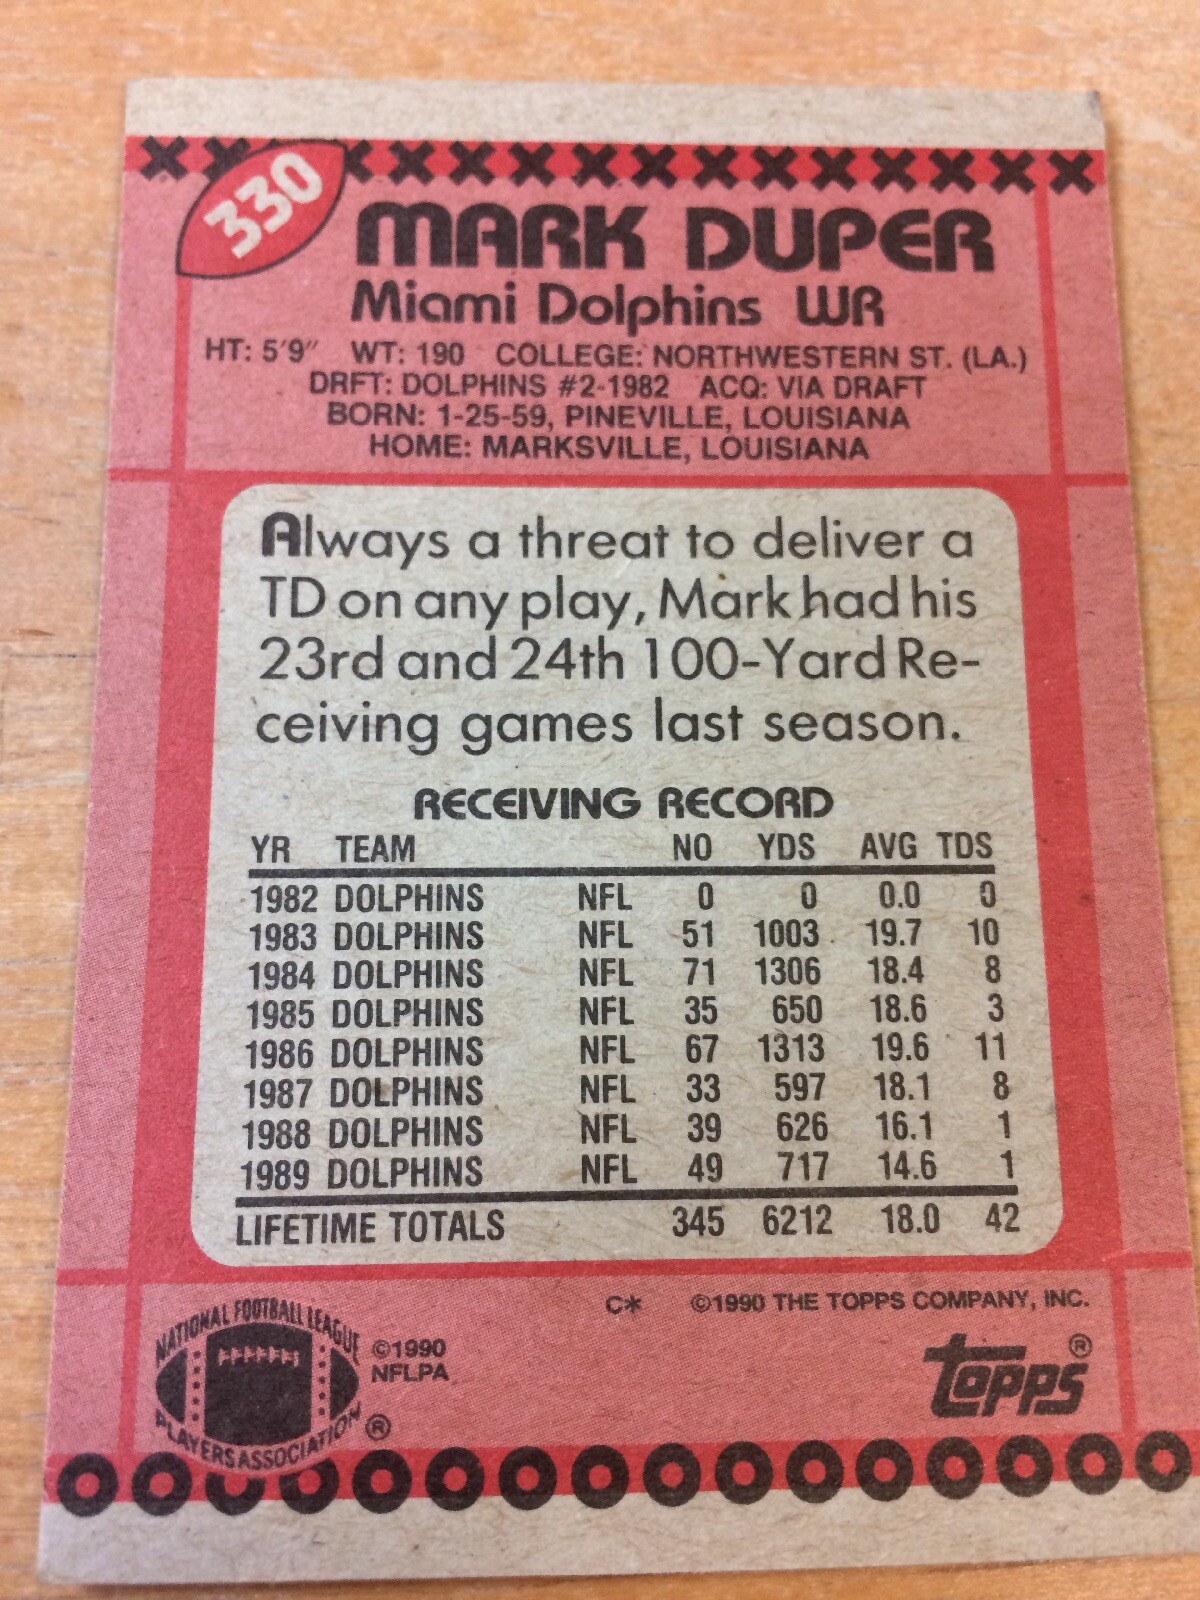 330
MARK DUPER
Miami Dolphins WR
HT: 5'9" WT: 190 COLLEGE: NORTHWESTERN ST. (LA.)
DRFT: DOLPHINS #2-1982 ACQ: VIA DRAFT
BORN: 1-25-59, PINEVILLE, LOUISIANA
HOME: MARKSVILLE, LOUISIANA
Always a threat to deliver a
TD on any play, Mark had his
23rd and 24th 100-Yard Re-
ceiving games last season.
RECEIVING RECORD
YR TEAM NO YDS AVG TDS
1982 DOLPHINS NFL 0 0 0.0 0
1983 DOLPHINS NFL 51 1003 19.7 10
1984 DOLPHINS NFL 71 1306 18.4 8
1985 DOLPHINS NFL 35 650 18.6 3
1986 DOLPHINS NFL 67 1313 19.6 11
1987 DOLPHINS NFL 33 597 18.1 8
1988 DOLPHINS NFL 39 626 16.1 1
1989 DOLPHINS NFL 49 717 14.6 1
LIFETIME TOTALS 345 6212 18.0 42
C* ©1990 THE TOPPS COMPANY, INC.
NATIONAL FOOTBALL LEAGUE
PLAYERS ASSOCIATION ®
©1990
NFLPA
topps ®